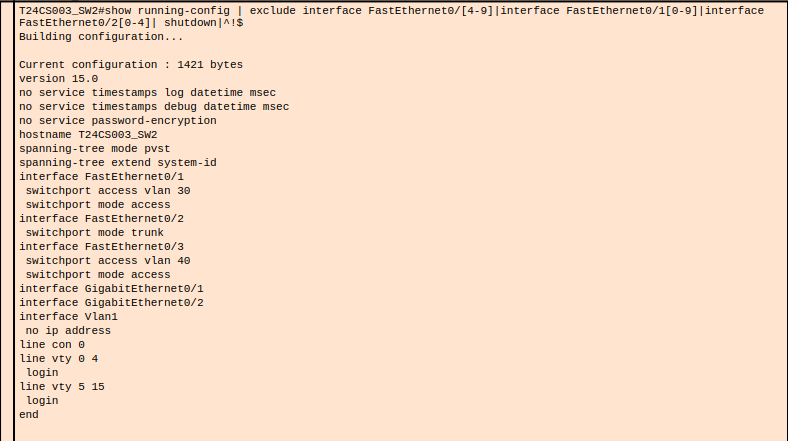 T24CS003_SW2#show running-config | exclude interface FastEthernet0/[4-9]|interface FastEthernet0/1[0-9]|interface
FastEthernet0/2[0-4]| shutdown|^!$
Building configuration...
Current configuration : 1421 bytes
version 15.0
no service timestamps log datetime msec
no service timestamps debug datetime msec
no service password-encryption
hostname T24CS003_SW2
spanning-tree mode pvst
spanning-tree extend system-id
interface FastEthernet0/1
 switchport access vlan 30
 switchport mode access
interface FastEthernet0/2
 switchport mode trunk
interface FastEthernet0/3
 switchport access vlan 40
 switchport mode access
interface GigabitEthernet0/1
interface GigabitEthernet0/2
interface Vlan1
 no ip address
line con 0
line vty 0 4
 login
line vty 5 15
 login
end